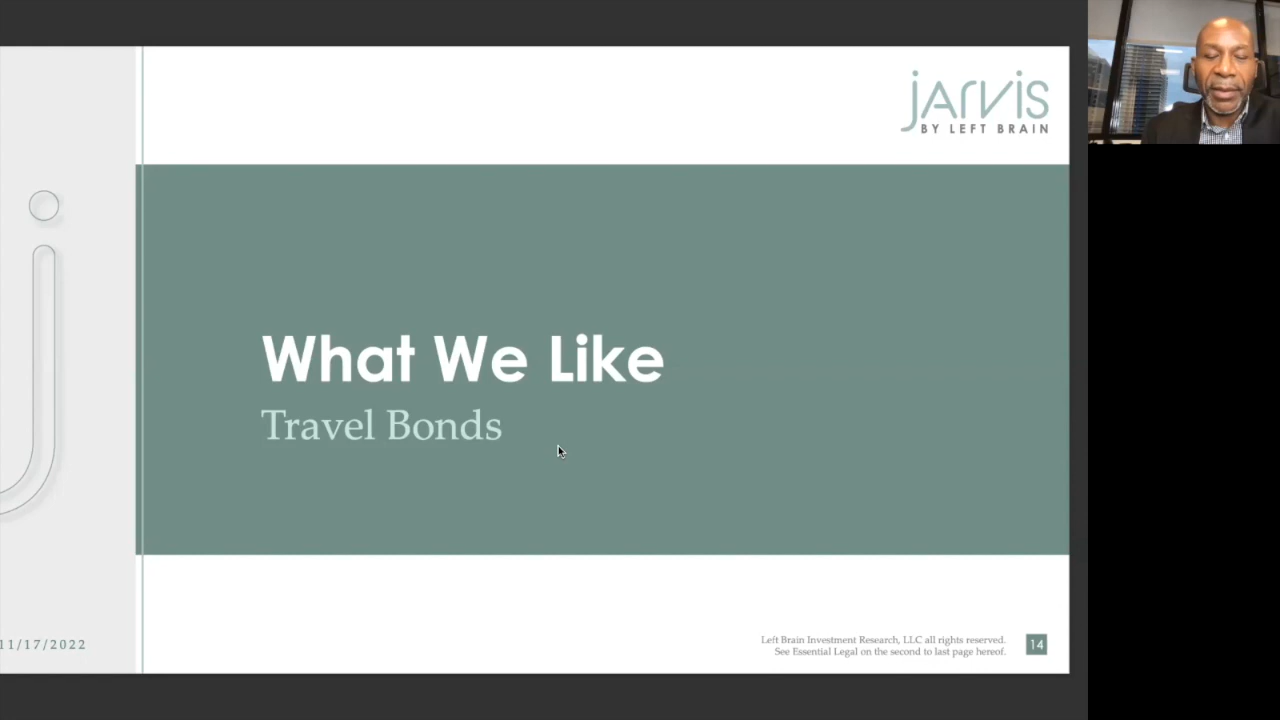 jarvis
BY LEFT BRAIN
What We Like
Travel Bonds
11/17/2022
Left Brain Investment Research, LLC all rights reserved.
See Essential Legal on the second to last page hereof.
14